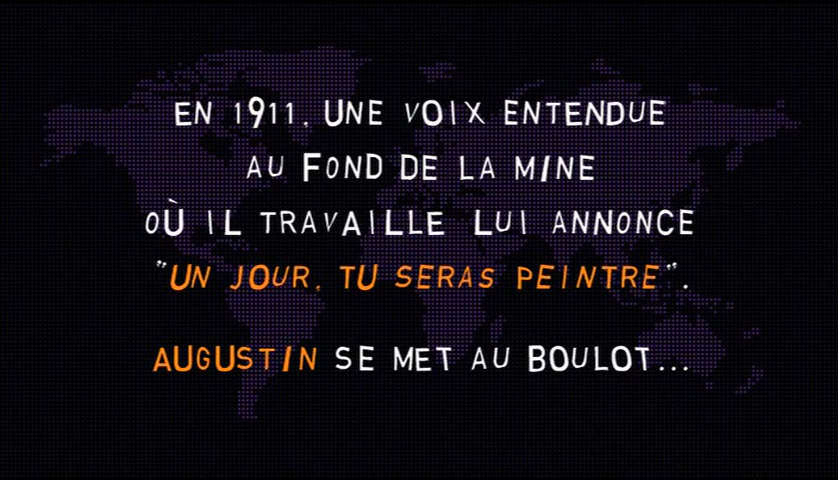 EN 1911, UNE VOIX ENTENDUE
AU FOND DE LA MINE
OÙ IL TRAVAILLE LUI ANNONCE
"UN JOUR, TU SERAS PEINTRE".
AUGUSTIN SE MET AU BOULOT...